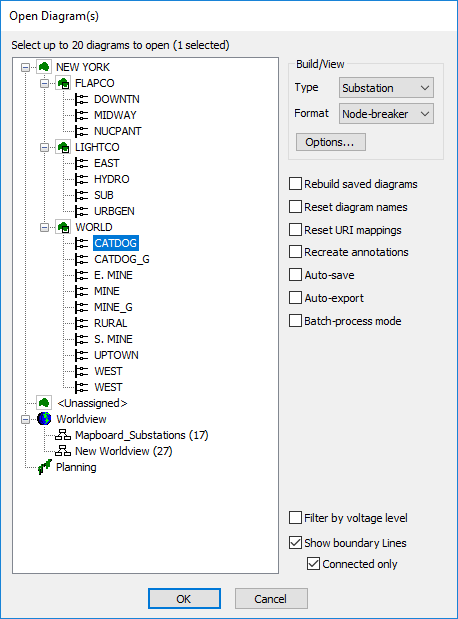 Open Diagram(s)
Select up to 20 diagrams to open (1 selected)
NEW YORK
FLAPCO
DOWNTN
MIDWAY
NUCPANT
LIGHTCO
EAST
HYDRO
SUB
URBGEN
WORLD
CATDOG
CATDOG_G
E. MINE
MINE
MINE_G
RURAL
S. MINE
UPTOWN
WEST
WEST
<Unassigned>
Worldview
Mapboard_Substations (17)
New Worldview (27)
Planning
Build/View
Type Substation
Format Node-breaker
Options...
Rebuild saved diagrams
Reset diagram names
Reset URI mappings
Recreate annotations
Auto-save
Auto-export
Batch-process mode
Filter by voltage level
Show boundary Lines
Connected only
OK Cancel